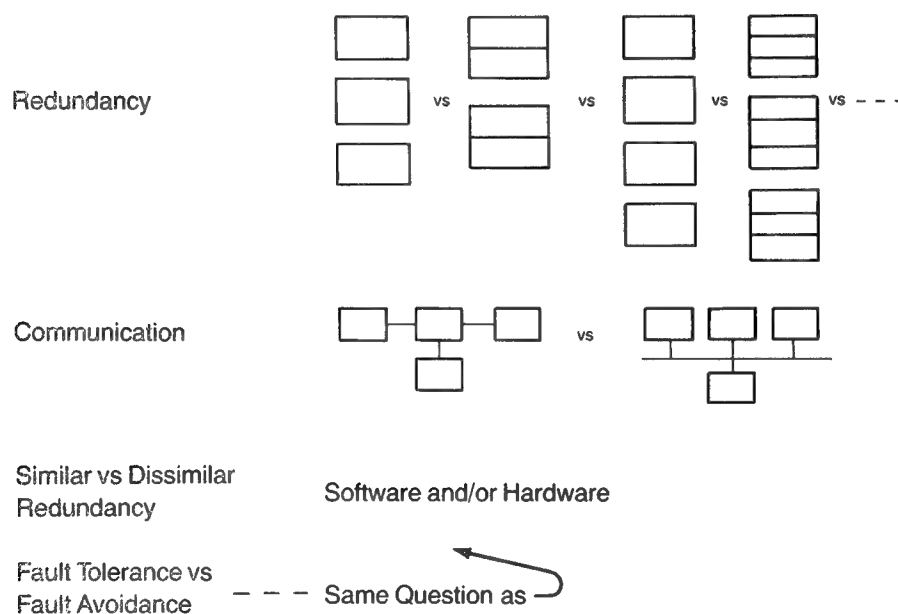 Redundancy
vs
vs
vs
vs
Communication
vs
Similar vs Dissimilar
Redundancy
Software and/or Hardware
Fault Tolerance vs
Fault Avoidance
Same Question as